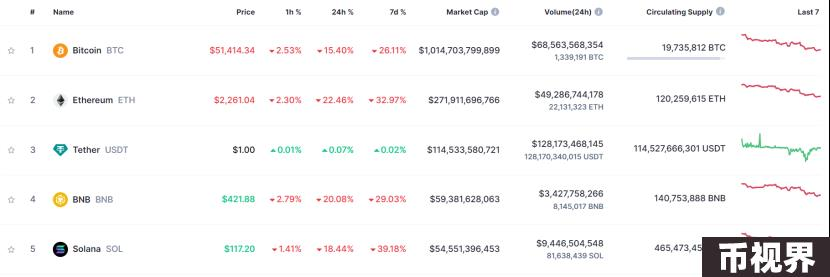 # Name Price 1h % 24h % 7d % Market Cap Volume(24h) Circulating Supply Last 7
1 Bitcoin BTC $51,414.34 2.53% 15.40% 26.11% $1,014,703,799,899 $68,563,568,354 19,735,812 BTC
1,339,191 BTC
2 Ethereum ETH $2,261.04 2.30% 22.46% 32.97% $271,911,696,766 $49,286,744,178 120,259,615 ETH
22,131,323 ETH
3 Tether USDT $1.00 0.01% 0.07% 0.02% $114,533,580,721 $128,173,468,145 114,527,666,301 USDT
128,170,340,015 USDT
4 BNB BNB $421.88 2.79% 20.08% 29.03% $59,381,628,063 $3,427,758,266 140,753,888 BNB
8,145,017 BNB
5 Solana SOL $117.20 1.41% 18.44% 39.18% $54,551,396,453 $9,446,504,548
81,638,439 SOL
币视界